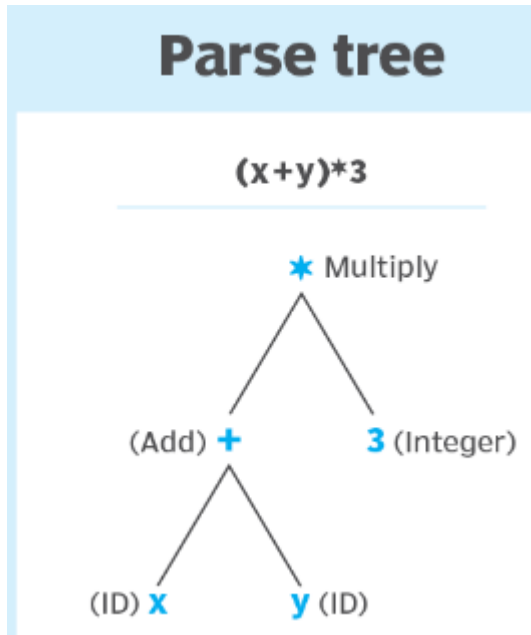 Parse tree
(x+y)*3
* Multiply
(Add) + 3 (Integer)
(ID) x y (ID)